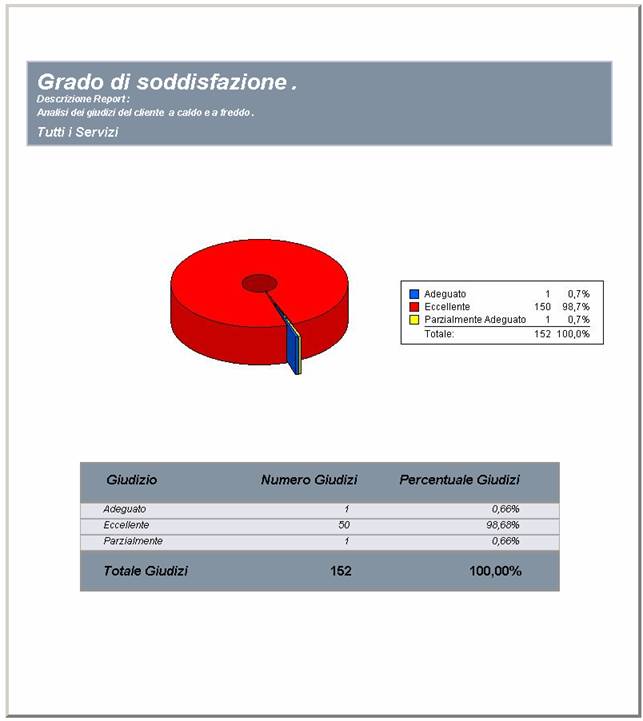 Grado di soddisfazione .
Descrizione Report :
Analisi dei giudizi del cliente a caldo e a freddo .
Tutti i Servizi
Adeguato 1 0,7%
Eccellente 150 98,7%
Parzialmente Adeguato 1 0,7%
Totale: 152 100,0%
Giudizio Numero Giudizi Percentuale Giudizi
Adeguato 1 0,66%
Eccellente 50 98,68%
Parzialmente 1 0,66%
Totale Giudizi 152 100,00%